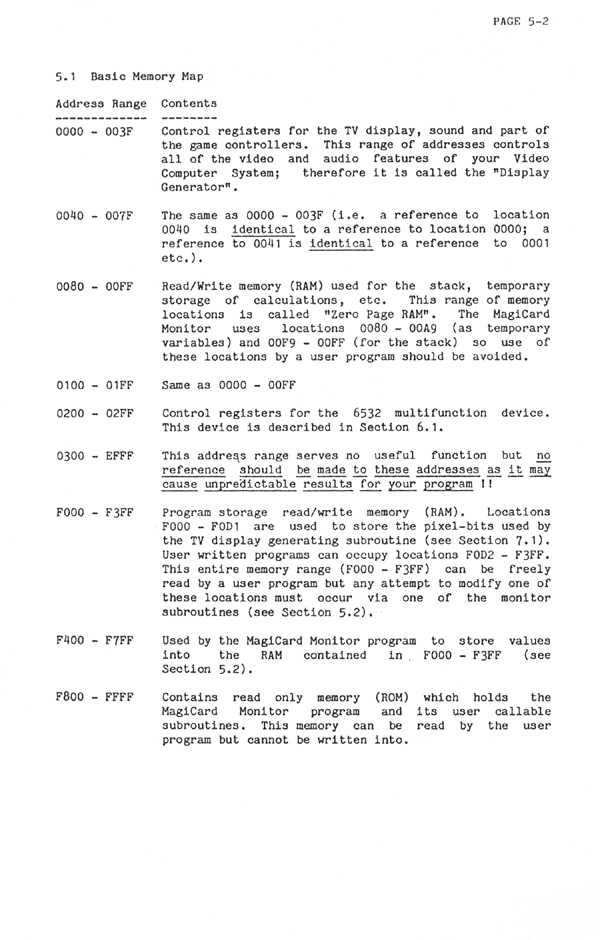 PAGE 5-2
5.1 Basic Memory Map
Address Range Contents
0000 - 003F Control registers for the TV display, sound and part of
the game controllers. This range of addresses controls
all of the video and audio features of your Video
Computer System; therefore it is called the "Display
Generator".
0040 - 007F The same as 0000 - 003F (i.e. a reference to location
0040 is identical to a reference to location 0000; a
reference to 0041 is identical to a reference to 0001
etc.).
0080 - 00FF Read/Write memory (RAM) used for the stack, temporary
storage of calculations, etc. This range of memory
locations is called "Zero Page RAM". The MagiCard
Monitor uses locations 0080 - 00A9 (as temporary
variables) and 00F9 - 00FF (for the stack) so use of
these locations by a user program should be avoided.
0100 - 01FF Same as 0000 - 00FF
0200 - 02FF Control registers for the 6532 multifunction device.
This device is described in Section 6.1.
0300 - EFFF This address range serves no useful function but no
reference should be made to these addresses as it may
cause unpredictable results for your program !!
F000 - F3FF Program storage read/write memory (RAM). Locations
F000 - F0D1 are used to store the pixel-bits used by
the TV display generating subroutine (see Section 7.1).
User written programs can occupy locations F0D2 - F3FF.
This entire memory range (F000 - F3FF) can be freely
read by a user program but any attempt to modify one of
these locations must occur via one of the monitor
subroutines (see Section 5.2).
F400 - F7FF Used by the MagiCard Monitor program to store values
into the RAM contained in F000 - F3FF (see
Section 5.2).
F800 - FFFF Contains read only memory (ROM) which holds the
MagiCard Monitor program and its user callable
subroutines. This memory can be read by the user
program but cannot be written into.